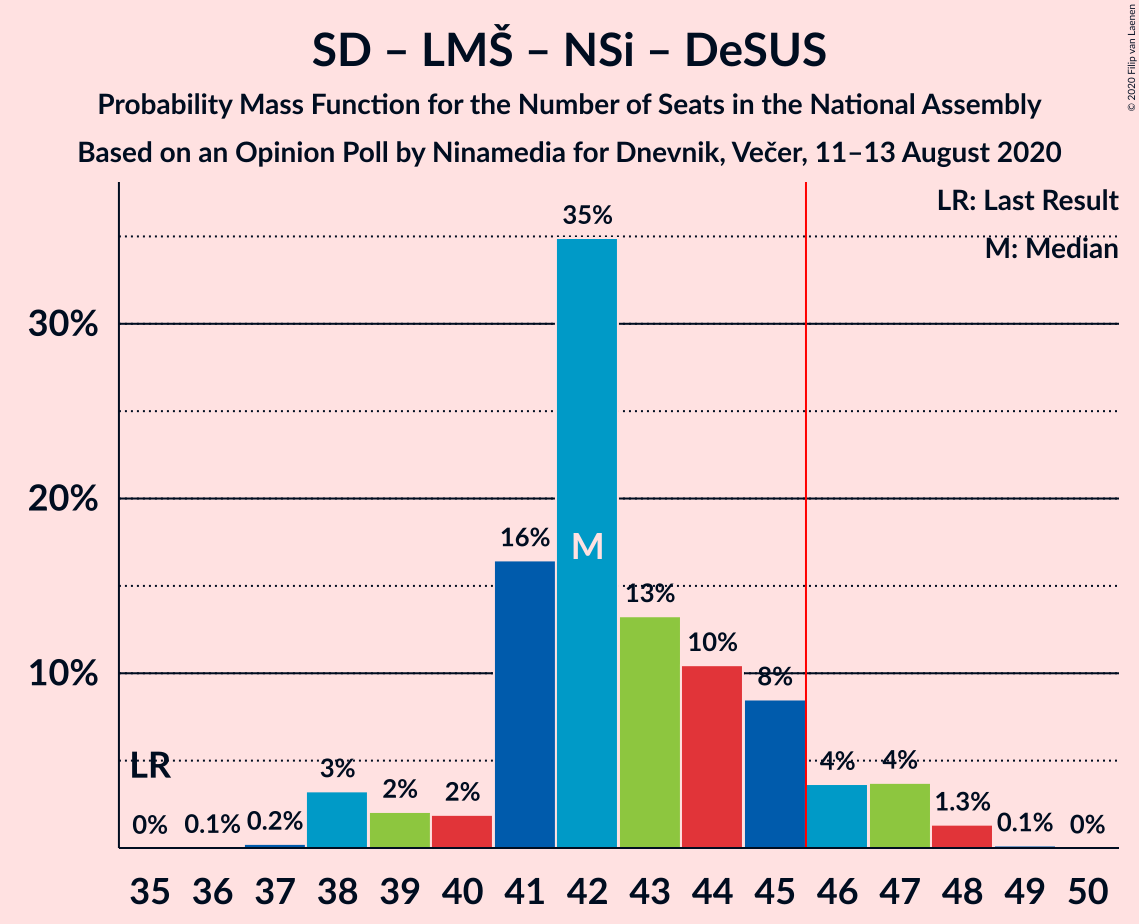 SD – LMŠ – NSi – DeSUS
Probability Mass Function for the Number of Seats in the National Assembly
Based on an Opinion Poll by Ninamedia for Dnevnik, Večer, 11–13 August 2020
© 2020 Filip van Laenen
LR: Last Result
M: Median
30%
20%
10%
LR
M
0%
0.1%
0.2%
3%
2%
2%
16%
35%
13%
10%
8%
4%
4%
1.3%
0.1%
0%
35 36 37 38 39 40 41 42 43 44 45 46 47 48 49 50